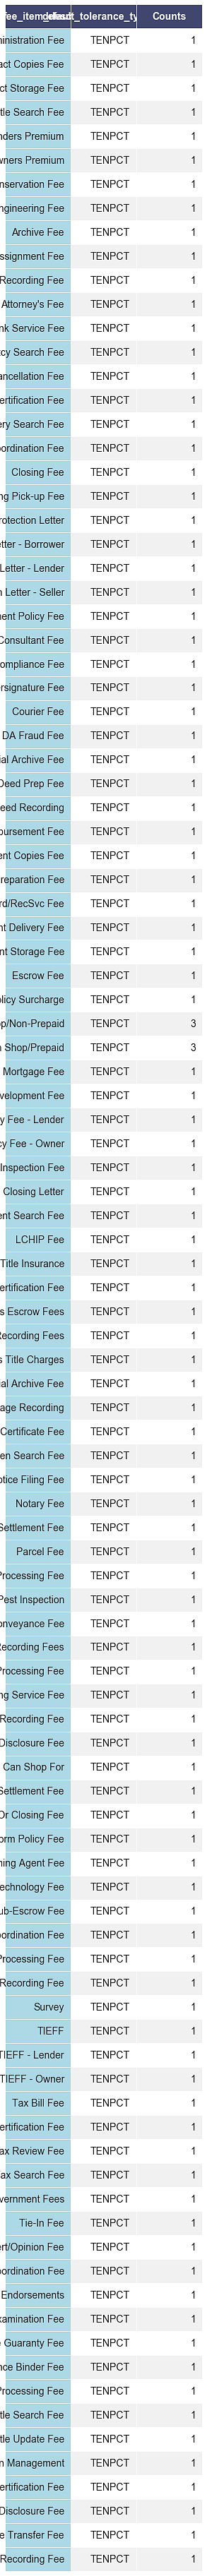 fee_item_desc default_tolerance_ty Counts
ministration Fee TENPCT 1
act Copies Fee TENPCT 1
ct Storage Fee TENPCT 1
tle Search Fee TENPCT 1
nders Premium TENPCT 1
wners Premium TENPCT 1
nservation Fee TENPCT 1
ngineering Fee TENPCT 1
Archive Fee TENPCT 1
ssignment Fee TENPCT 1
Recording Fee TENPCT 1
Attorney's Fee TENPCT 1
nk Service Fee TENPCT 1
cy Search Fee TENPCT 1
ancellation Fee TENPCT 1
ertification Fee TENPCT 1
ery Search Fee TENPCT 1
oordination Fee TENPCT 1
Closing Fee TENPCT 1
ng Pick-up Fee TENPCT 1
rotection Letter TENPCT 1
etter - Borrower TENPCT 1
Letter - Lender TENPCT 1
n Letter - Seller TENPCT 1
ent Policy Fee TENPCT 1
Consultant Fee TENPCT 1
ompliance Fee TENPCT 1
ersignature Fee TENPCT 1
Courier Fee TENPCT 1
DA Fraud Fee TENPCT 1
al Archive Fee TENPCT 1
Deed Prep Fee TENPCT 1
eed Recording TENPCT 1
bursement Fee TENPCT 1
ent Copies Fee TENPCT 1
reparation Fee TENPCT 1
rd/RecSvc Fee TENPCT 1
nt Delivery Fee TENPCT 1
nt Storage Fee TENPCT 1
Escrow Fee TENPCT 1
olicy Surcharge TENPCT 1
op/Non-Prepaid TENPCT 3
n Shop/Prepaid TENPCT 3
Mortgage Fee TENPCT 1
velopment Fee TENPCT 1
y Fee - Lender TENPCT 1
cy Fee - Owner TENPCT 1
Inspection Fee TENPCT 1
Closing Letter TENPCT 1
ent Search Fee TENPCT 1
LCHIP Fee TENPCT 1
Title Insurance TENPCT 1
ertification Fee TENPCT 1
s Escrow Fees TENPCT 1
Recording Fees TENPCT 1
s Title Charges TENPCT 1
al Archive Fee TENPCT 1
age Recording TENPCT 1
Certificate Fee TENPCT 1
en Search Fee TENPCT 1
otice Filing Fee TENPCT 1
Notary Fee TENPCT 1
Settlement Fee TENPCT 1
Parcel Fee TENPCT 1
Processing Fee TENPCT 1
Pest Inspection TENPCT 1
onveyance Fee TENPCT 1
Recording Fees TENPCT 1
Processing Fee TENPCT 1
ng Service Fee TENPCT 1
Recording Fee TENPCT 1
Disclosure Fee TENPCT 1
Can Shop For TENPCT 1
Settlement Fee TENPCT 1
Or Closing Fee TENPCT 1
orm Policy Fee TENPCT 1
ning Agent Fee TENPCT 1
echnology Fee TENPCT 1
ub-Escrow Fee TENPCT 1
oordination Fee TENPCT 1
Processing Fee TENPCT 1
Recording Fee TENPCT 1
Survey TENPCT 1
TIEFF TENPCT 1
TIEFF - Lender TENPCT 1
TIEFF - Owner TENPCT 1
Tax Bill Fee TENPCT 1
ertification Fee TENPCT 1
ax Review Fee TENPCT 1
ax Search Fee TENPCT 1
vernment Fees TENPCT 1
Tie-In Fee TENPCT 1
ert/Opinion Fee TENPCT 1
oordination Fee TENPCT 1
Endorsements TENPCT 1
xamination Fee TENPCT 1
e Guaranty Fee TENPCT 1
nce Binder Fee TENPCT 1
Processing Fee TENPCT 1
tle Search Fee TENPCT 1
tle Update Fee TENPCT 1
n Management TENPCT 1
ertification Fee TENPCT 1
Disclosure Fee TENPCT 1
e Transfer Fee TENPCT 1
Recording Fee TENPCT 1